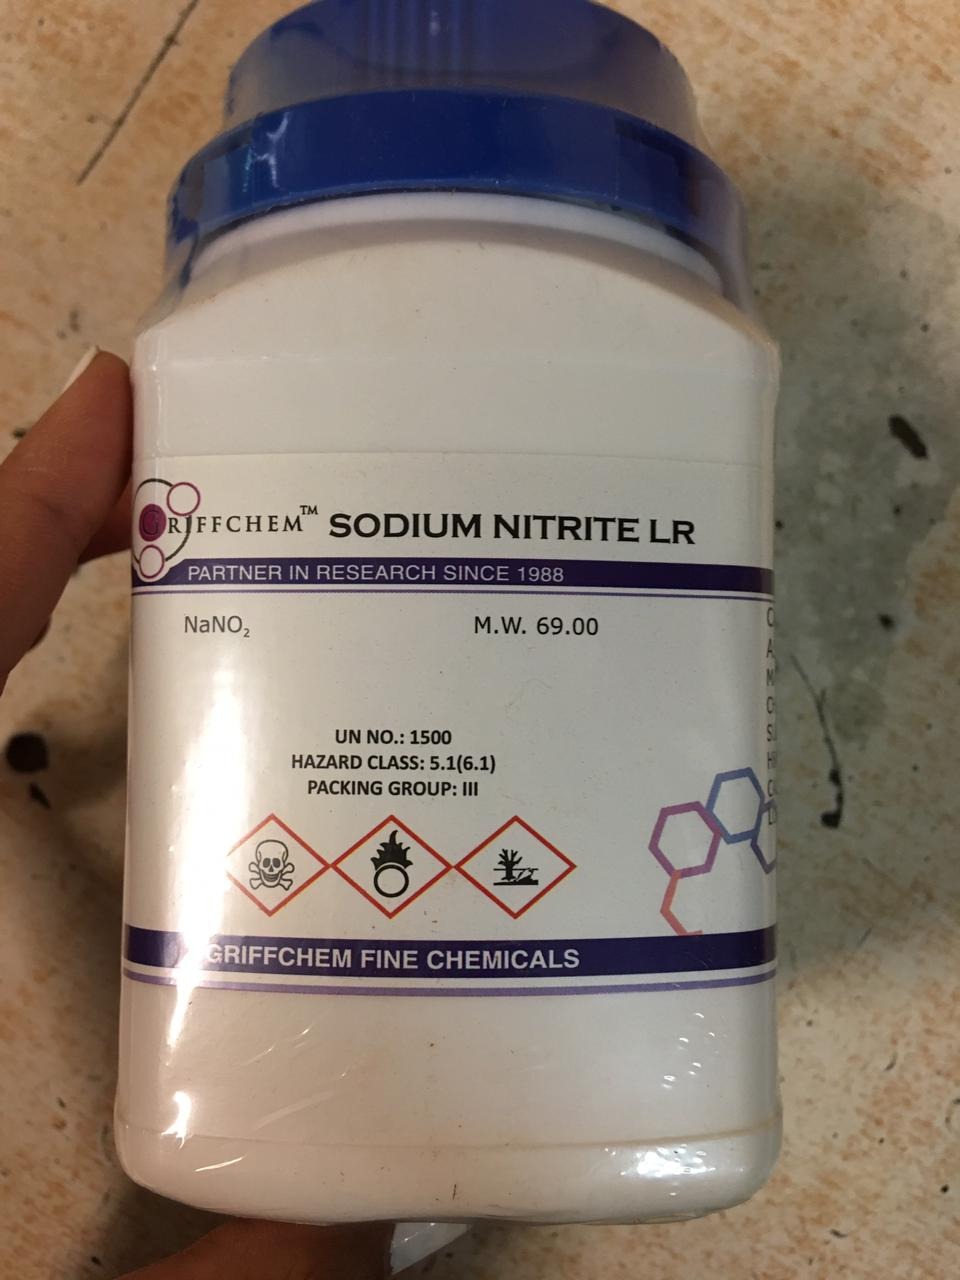 GRIFFCHEM™ SODIUM NITRITE LR
PARTNER IN RESEARCH SINCE 1988
NaNO₂ M.W. 69.00
UN NO.: 1500
HAZARD CLASS: 5.1(6.1)
PACKING GROUP: III
GRIFFCHEM FINE CHEMICALS